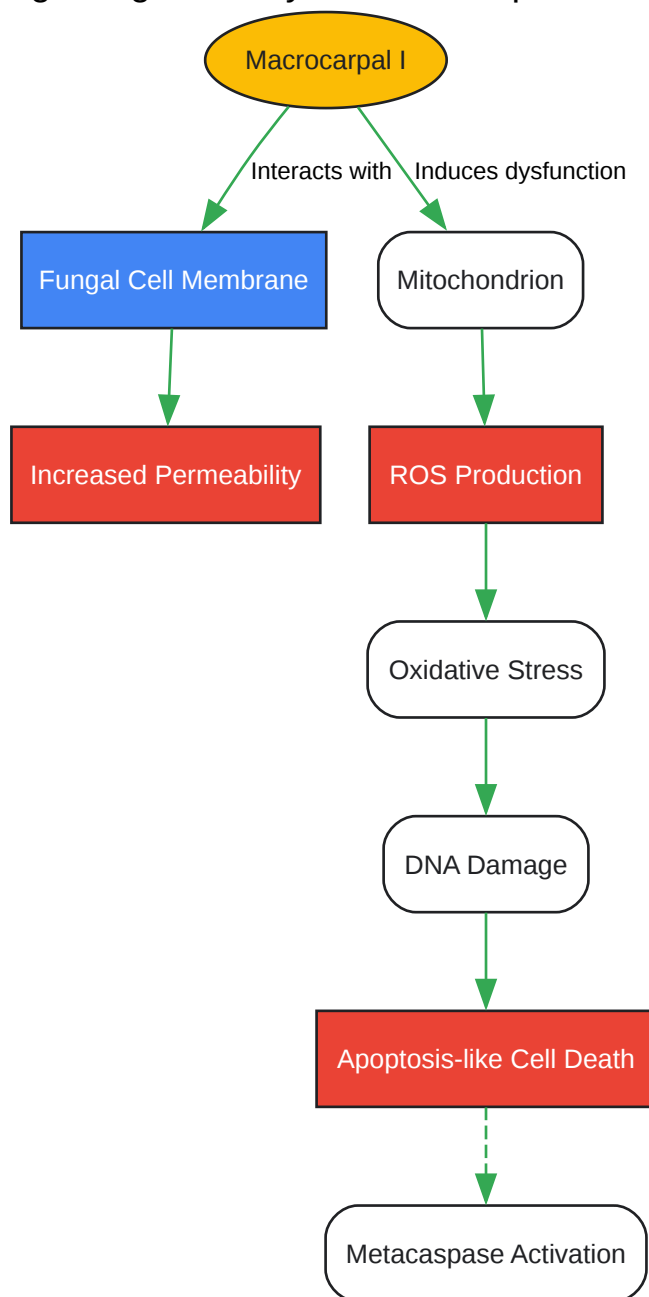 Macrocarpal I
Interacts with
Induces dysfunction
Fungal Cell Membrane
Mitochondrion
Increased Permeability
ROS Production
Oxidative Stress
DNA Damage
Apoptosis-like Cell Death
Metacaspase Activation